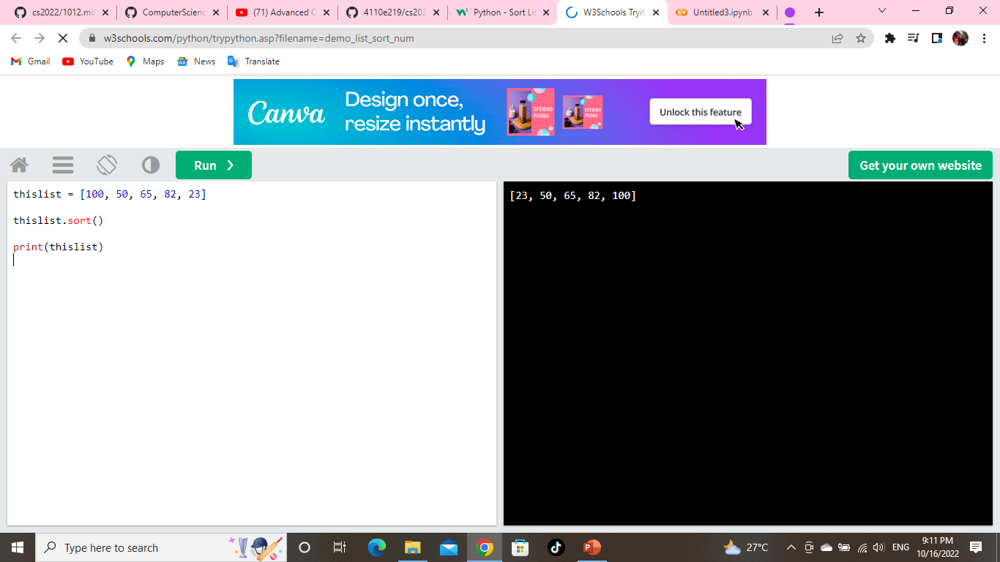 cs2022/1012.md
ComputerScienc
(71) Advanced C
4110e219/cs202
Python - Sort Lis
W3Schools Tryit
Untitled3.ipynb
w3schools.com/python/trypython.asp?filename=demo_list_sort_num
Gmail
YouTube
Maps
News
Translate
Canva
Design once,
resize instantly
OPENING
PROMO
OPENING
PROMO
Unlock this feature
Run ❯
Get your own website
thislist = [100, 50, 65, 82, 23]
thislist.sort()
print(thislist)
[23, 50, 65, 82, 100]
Type here to search
27°C
ENG
9:11 PM
10/16/2022